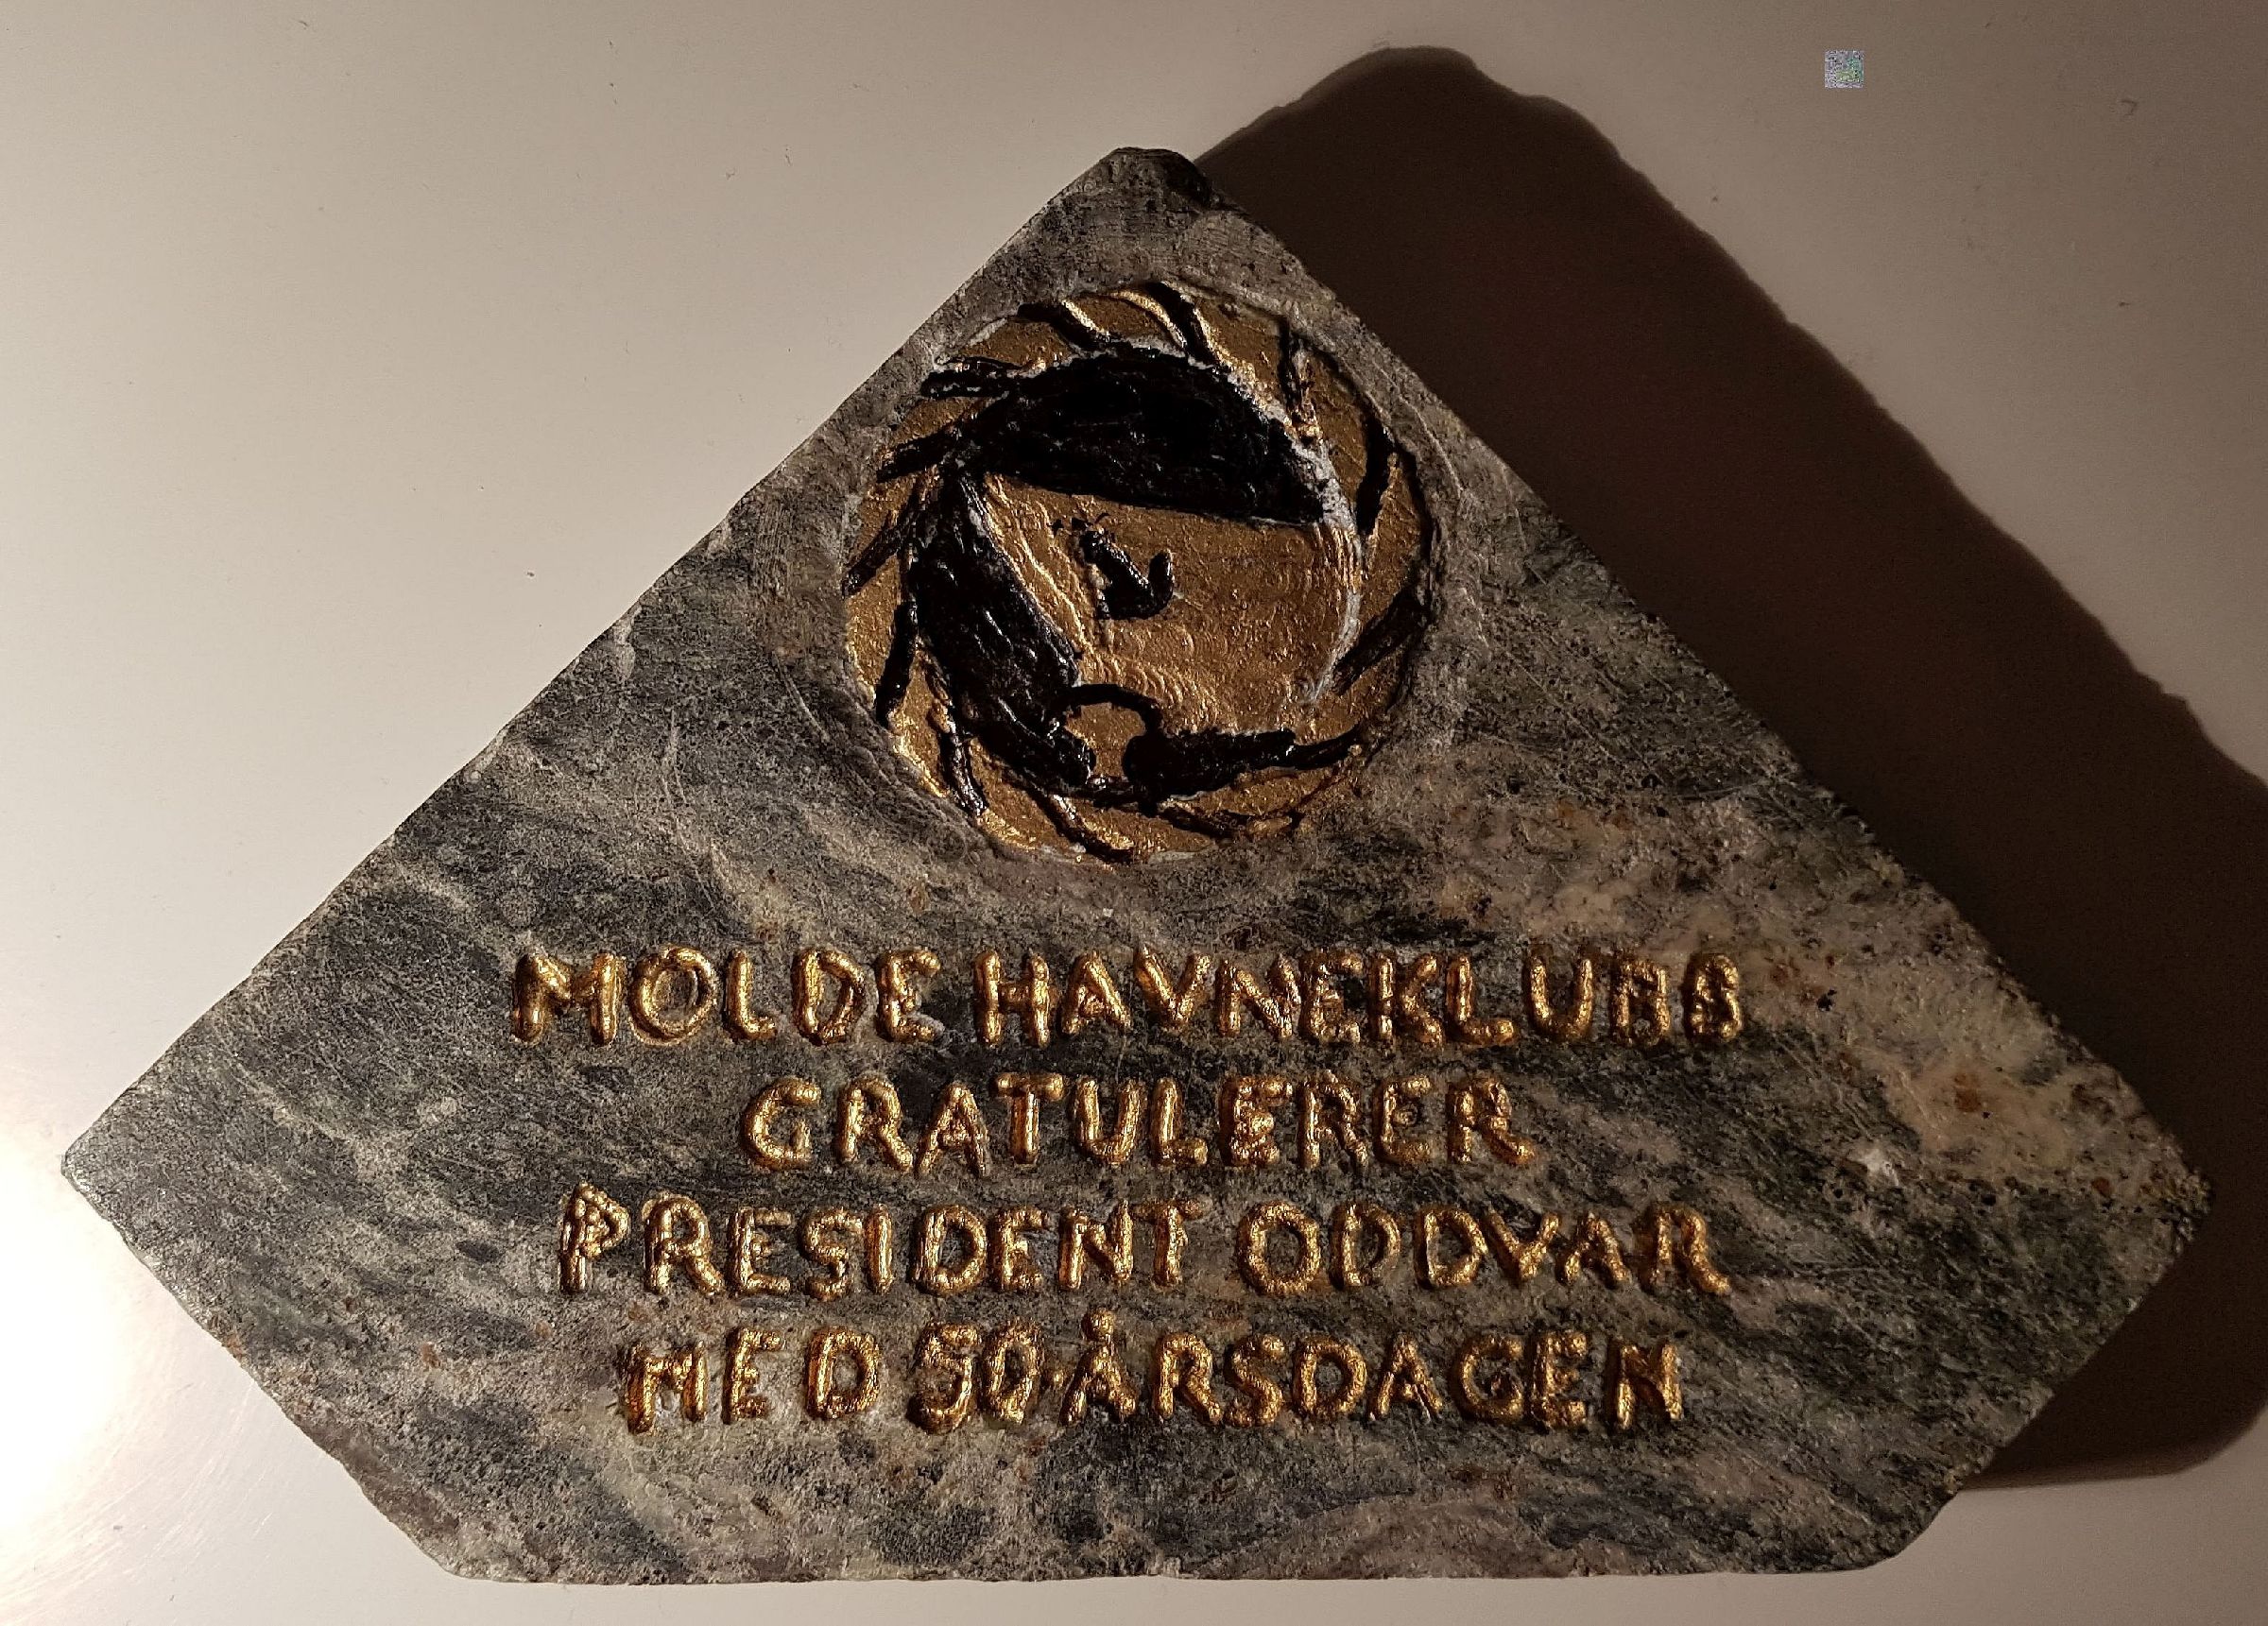 MOLDE HAVNEKLUBB
GRATULERER
PRESIDENT ODDVAR
MED 50-ÅRSDAGEN